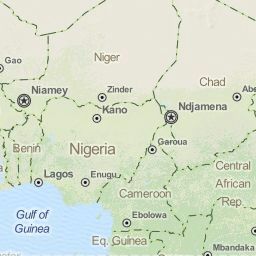 Gao
Niger
Niamey
Zinder
Chad
Kano
Ndjamena
Abe
Benin
Nigeria
Garoua
Lagos
Enugu
Central
African
Rep.
Cameroon
Gulf of
Guinea
Ebolowa
Eq. Guinea
Mbandaka